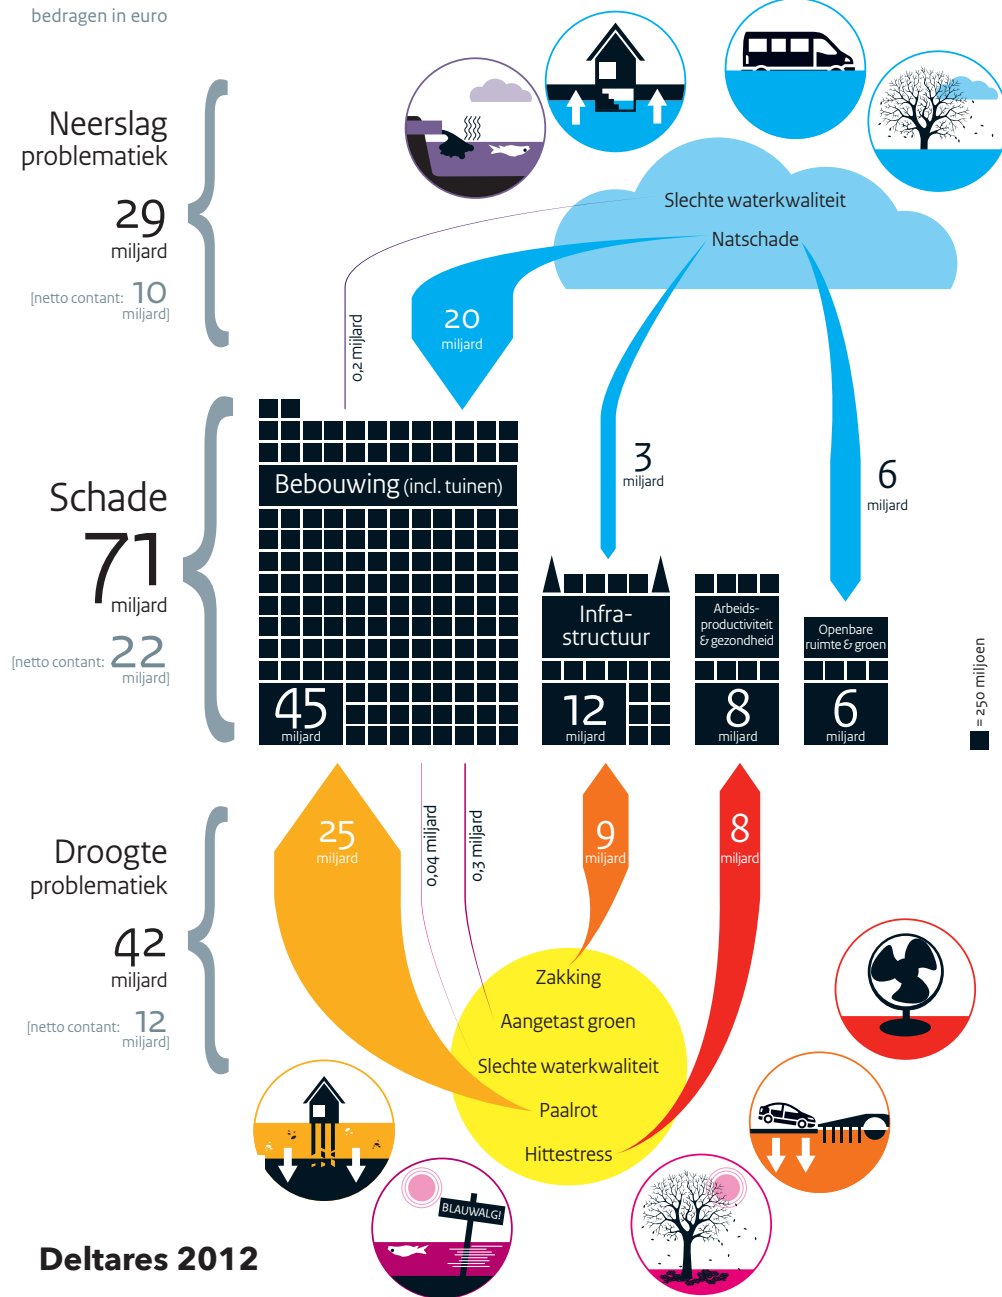 bedragen in euro
Neerslag
problematiek
29
miljard
[netto contant: 10
miljard]
Slechte waterkwaliteit
Natschade
0,2 mijlard
20
miljard
3
miljard
6
miljard
Schade
71
miljard
[netto contant: 22
miljard]
Bebouwing (incl. tuinen)
45
miljard
Infra-
structuur
12
miljard
Arbeids-
productiviteit
& gezondheid
8
miljard
Openbare
ruimte & groen
6
miljard
= 250 miljoen
Droogte
problematiek
42
miljard
[netto contant: 12
miljard]
25
miljard
0,04 miljard
0,3 miljard
9
miljard
8
miljard
Zakking
Aangetast groen
Slechte waterkwaliteit
Paalrot
Hittestress
BLAUWALG!
Deltares 2012